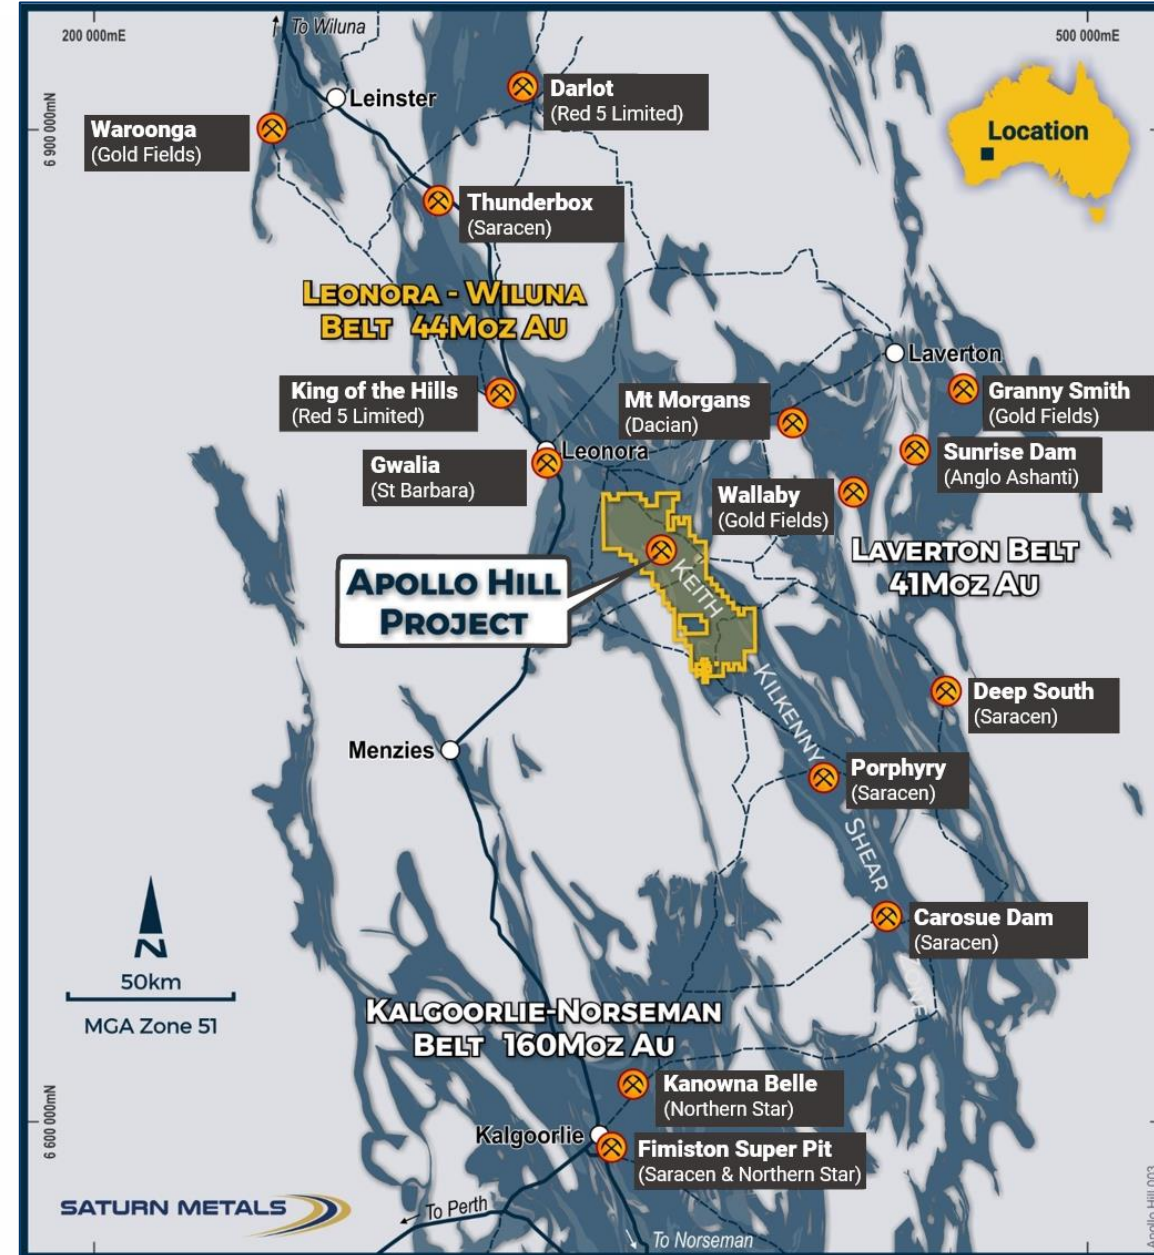 To Wiluna
200 000mE
500 000mE
6 900 000mN
Leinster
Darlot
(Red 5 Limited)
Waroonga
(Gold Fields)
Location
Thunderbox
(Saracen)
LEONORA - WILUNA
BELT 44MOZ AU
Laverton
King of the Hills
(Red 5 Limited)
Mt Morgans
(Dacian)
Granny Smith
(Gold Fields)
Leonora
Gwalia
(St Barbara)
Sunrise Dam
(Anglo Ashanti)
Wallaby
(Gold Fields)
LAVERTON BELT
41MOZ AU
APOLLO HILL
PROJECT
KEITH
KILKENNY
SHEAR
ZONE
Deep South
(Saracen)
Menzies
Porphyry
(Saracen)
Carosue Dam
(Saracen)
N
50km
MGA Zone 51
KALGOORLIE-NORSEMAN
BELT 160MOZ AU
Kanowna Belle
(Northern Star)
6 600 000mN
Kalgoorlie
Fimiston Super Pit
(Saracen & Northern Star)
SATURN METALS
To Perth
To Norseman
Apollo Hill 003